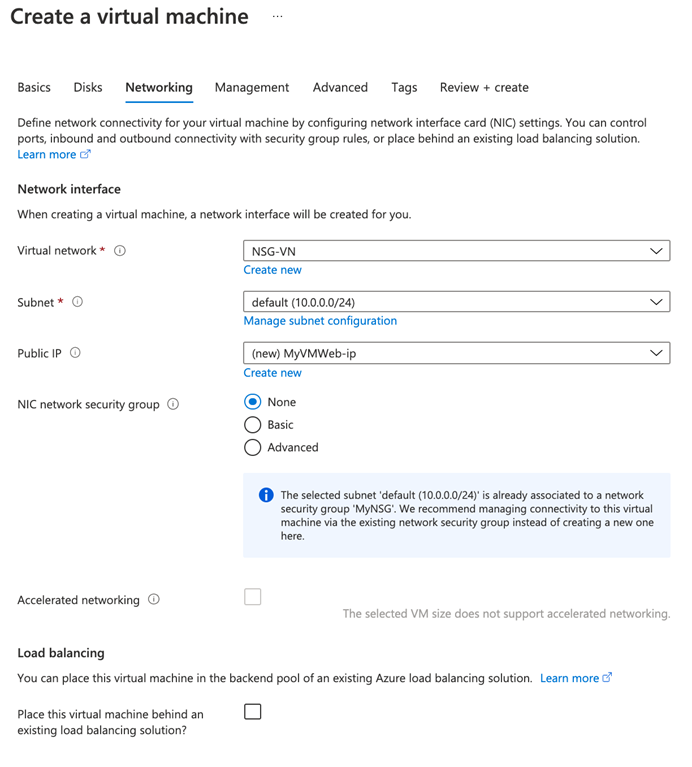 Create a virtual machine ...
Basics Disks Networking Management Advanced Tags Review + create
Define network connectivity for your virtual machine by configuring network interface card (NIC) settings. You can control
ports, inbound and outbound connectivity with security group rules, or place behind an existing load balancing solution.
Learn more
Network interface
When creating a virtual machine, a network interface will be created for you.
Virtual network *
NSG-VN
Create new
Subnet *
default (10.0.0.0/24)
Manage subnet configuration
Public IP
(new) MyVMWeb-ip
Create new
NIC network security group
None
Basic
Advanced
The selected subnet 'default (10.0.0.0/24)' is already associated to a network
security group 'MyNSG'. We recommend managing connectivity to this virtual
machine via the existing network security group instead of creating a new one
here.
Accelerated networking
The selected VM size does not support accelerated networking.
Load balancing
You can place this virtual machine in the backend pool of an existing Azure load balancing solution. Learn more
Place this virtual machine behind an
existing load balancing solution?